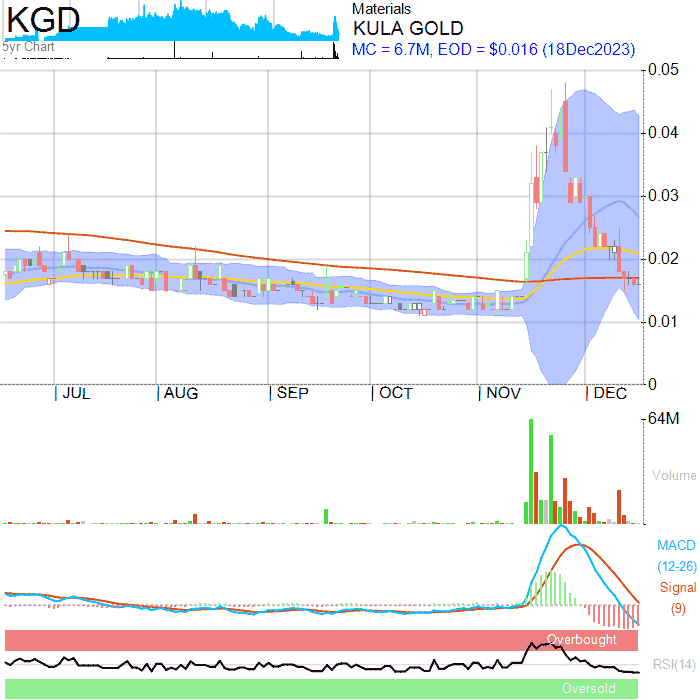 KGD
5yr Chart
Materials
KULA GOLD
MC = 6.7M, EOD = $0.016 (18Dec2023)
0.05
0.04
0.03
0.02
0.01
0
JUL AUG SEP OCT NOV DEC
64M
Volume
MACD
(12-26)
Signal
(9)
Overbought
RSI(14)
Oversold